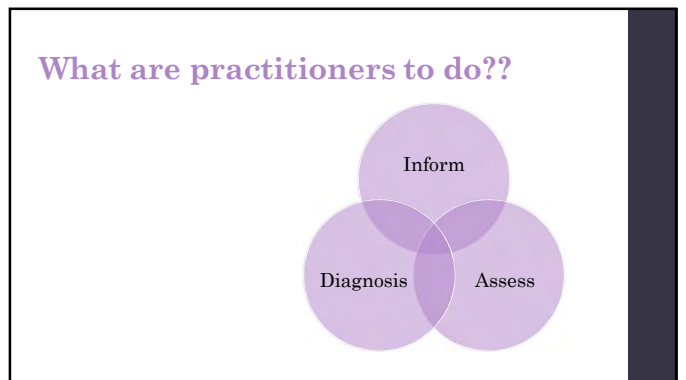 What are practitioners to do??
Inform
Diagnosis Assess